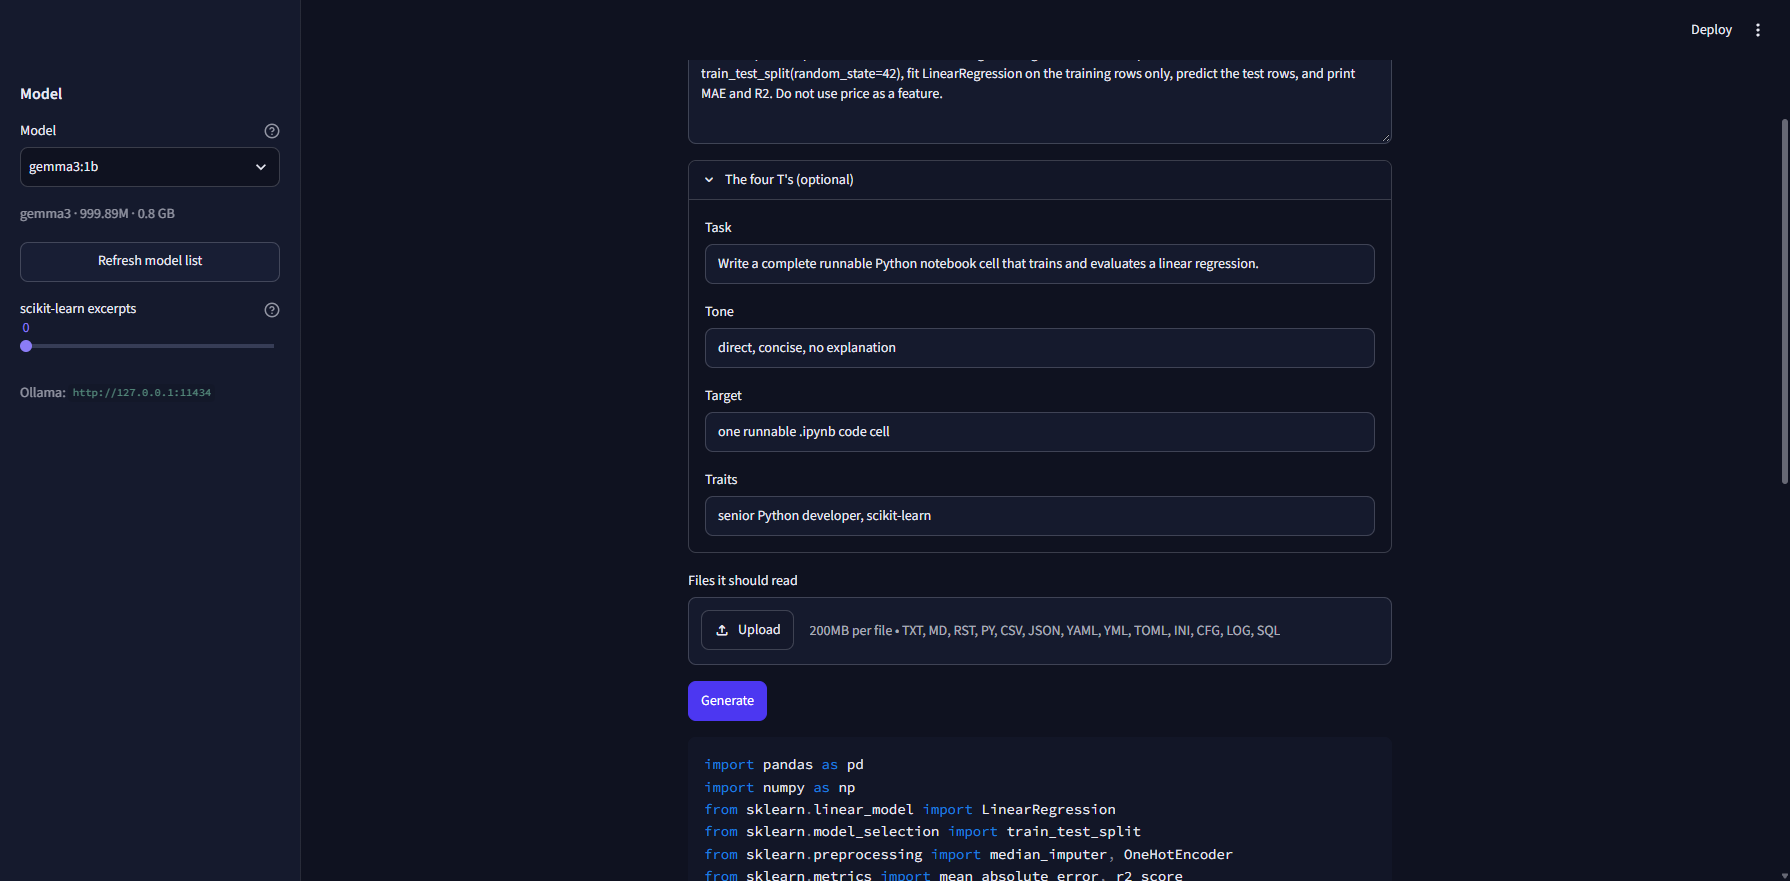 Deploy
Model
Model
gemma3:1b
gemma3 · 999.89M · 0.8 GB
Refresh model list
scikit-learn excerpts
0
Ollama: http://127.0.0.1:11434
train_test_split(random_state=42), fit LinearRegression on the training rows only, predict the test rows, and print
MAE and R2. Do not use price as a feature.
The four T's (optional)
Task
Write a complete runnable Python notebook cell that trains and evaluates a linear regression.
Tone
direct, concise, no explanation
Target
one runnable .ipynb code cell
Traits
senior Python developer, scikit-learn
Files it should read
Upload
200MB per file • TXT, MD, RST, PY, CSV, JSON, YAML, YML, TOML, INI, CFG, LOG, SQL
Generate
import pandas as pd
import numpy as np
from sklearn.linear_model import LinearRegression
from sklearn.model_selection import train_test_split
from sklearn.preprocessing import median_imputer, OneHotEncoder
from sklearn.metrics import mean_absolute_error, r2_score